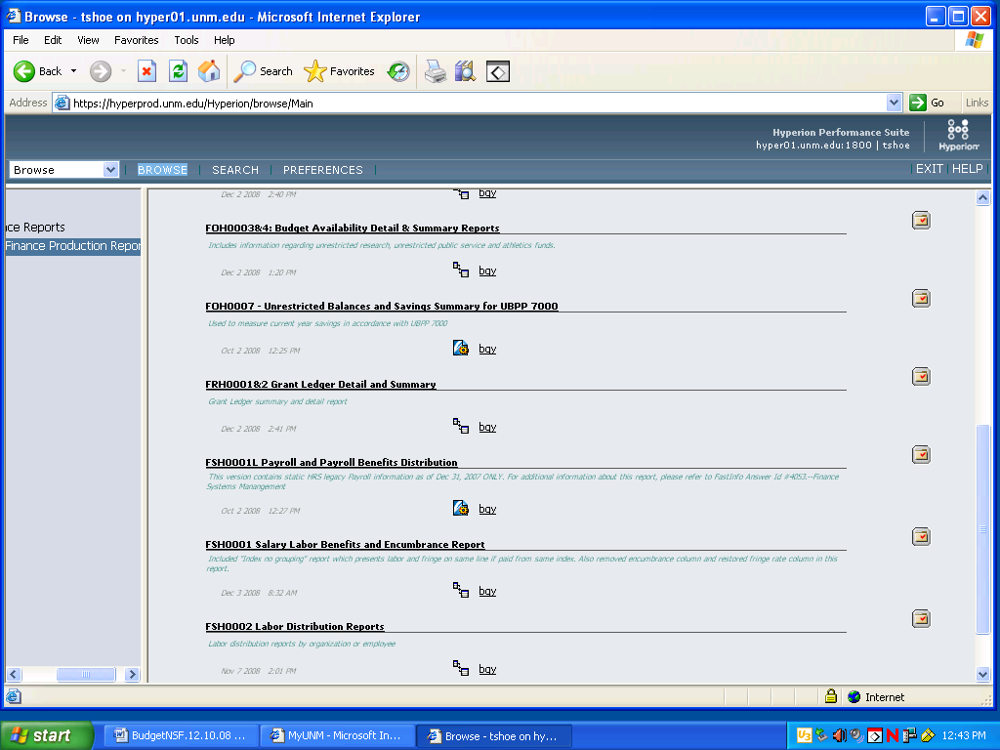 Browse - tshoe on hyper01.unm.edu - Microsoft Internet Explorer
File Edit View Favorites Tools Help
Back Search Favorites
Address https://hyperprod.unm.edu/Hyperion/browse/Main Go Links
Hyperion Performance Suite
hyper01.unm.edu:1800 | tshoe
Hyperion
Browse | BROWSE | SEARCH | PREFERENCES | | EXIT | HELP
nce Reports
Finance Production Repor
Dec 2 2008 2:40 PM bqy
FOH0003&4: Budget Availability Detail & Summary Reports
Includes information regarding unrestricted research, unrestricted public service and athletics funds.
Dec 2 2008 1:20 PM bqy
FOH0007 - Unrestricted Balances and Savings Summary for UBPP 7000
Used to measure current year savings in accordance with UBPP 7000
Oct 2 2008 12:25 PM bqy
FRH0001&2 Grant Ledger Detail and Summary
Grant Ledger summary and detail report
Dec 2 2008 2:41 PM bqy
FSH0001L Payroll and Payroll Benefits Distribution
This version contains static HRS legacy Payroll information as of Dec 31, 2007 ONLY. For additional information about this report, please refer to FastInfo Answer Id #4053.--Finance
Systems Manangement
Oct 2 2008 12:27 PM bqy
FSH0001 Salary Labor Benefits and Encumbrance Report
Included "Index no grouping" report which presents labor and fringe on same line if paid from same index. Also removed encumbrance column and restored fringe rate column in this
report.
Dec 3 2008 8:32 AM bqy
FSH0002 Labor Distribution Reports
Labor distribution reports by organization or employee
Nov 7 2008 2:01 PM bqy
Internet
start BudgetNSF.12.10.08 ... MyUNM - Microsoft In... Browse - tshoe on hy... 12:43 PM